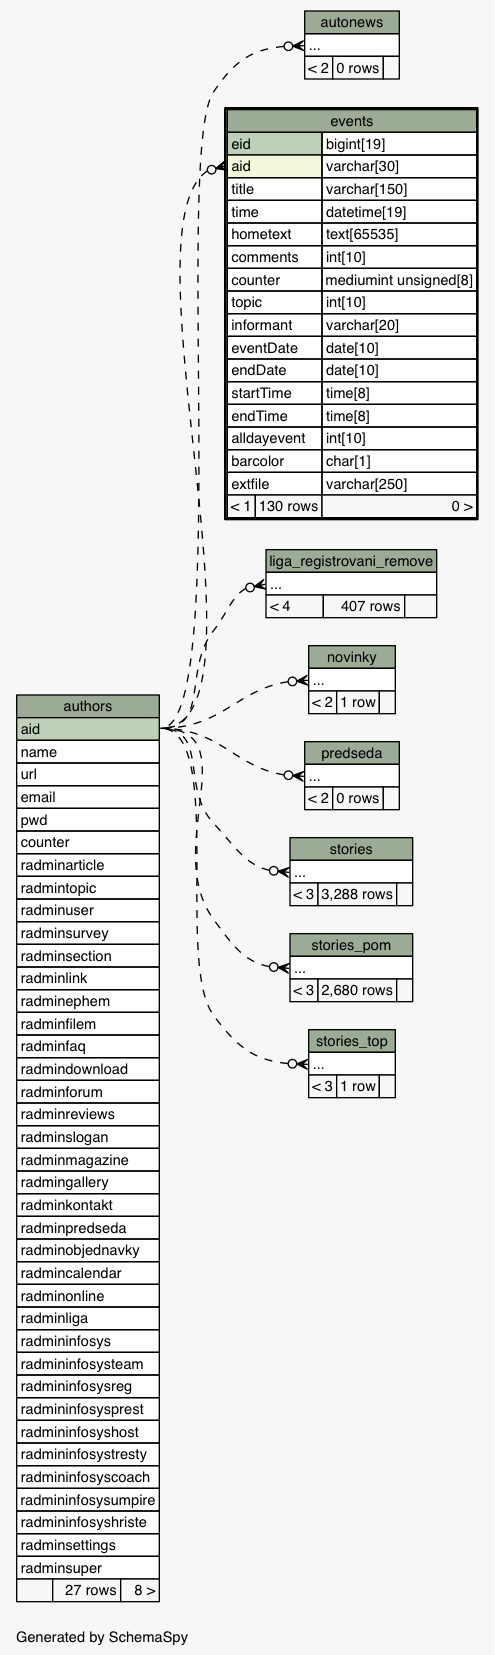 autonews
...
< 2 0 rows
events
eid bigint[19]
aid varchar[30]
title varchar[150]
time datetime[19]
hometext text[65535]
comments int[10]
counter mediumint unsigned[8]
topic int[10]
informant varchar[20]
eventDate date[10]
endDate date[10]
startTime time[8]
endTime time[8]
alldayevent int[10]
barcolor char[1]
extfile varchar[250]
< 1 130 rows 0 >
liga_registrovani_remove
...
< 4 407 rows
novinky
...
< 2 1 row
predseda
...
< 2 0 rows
stories
...
< 3 3,288 rows
stories_pom
...
< 3 2,680 rows
stories_top
...
< 3 1 row
authors
aid
name
url
email
pwd
counter
radminarticle
radmintopic
radminuser
radminsurvey
radminsection
radminlink
radminephem
radminfilem
radminfaq
radmindownload
radminforum
radminreviews
radminslogan
radminmagazine
radmingallery
radminkontakt
radminpredseda
radminobjednavky
radmincalendar
radminonline
radminliga
radmininfosys
radmininfosysteam
radmininfosysreg
radmininfosysprest
radmininfosyshost
radmininfosystresty
radmininfosyscoach
radmininfosysumpire
radmininfosyshriste
radminsettings
radminsuper
27 rows 8 >
Generated by SchemaSpy